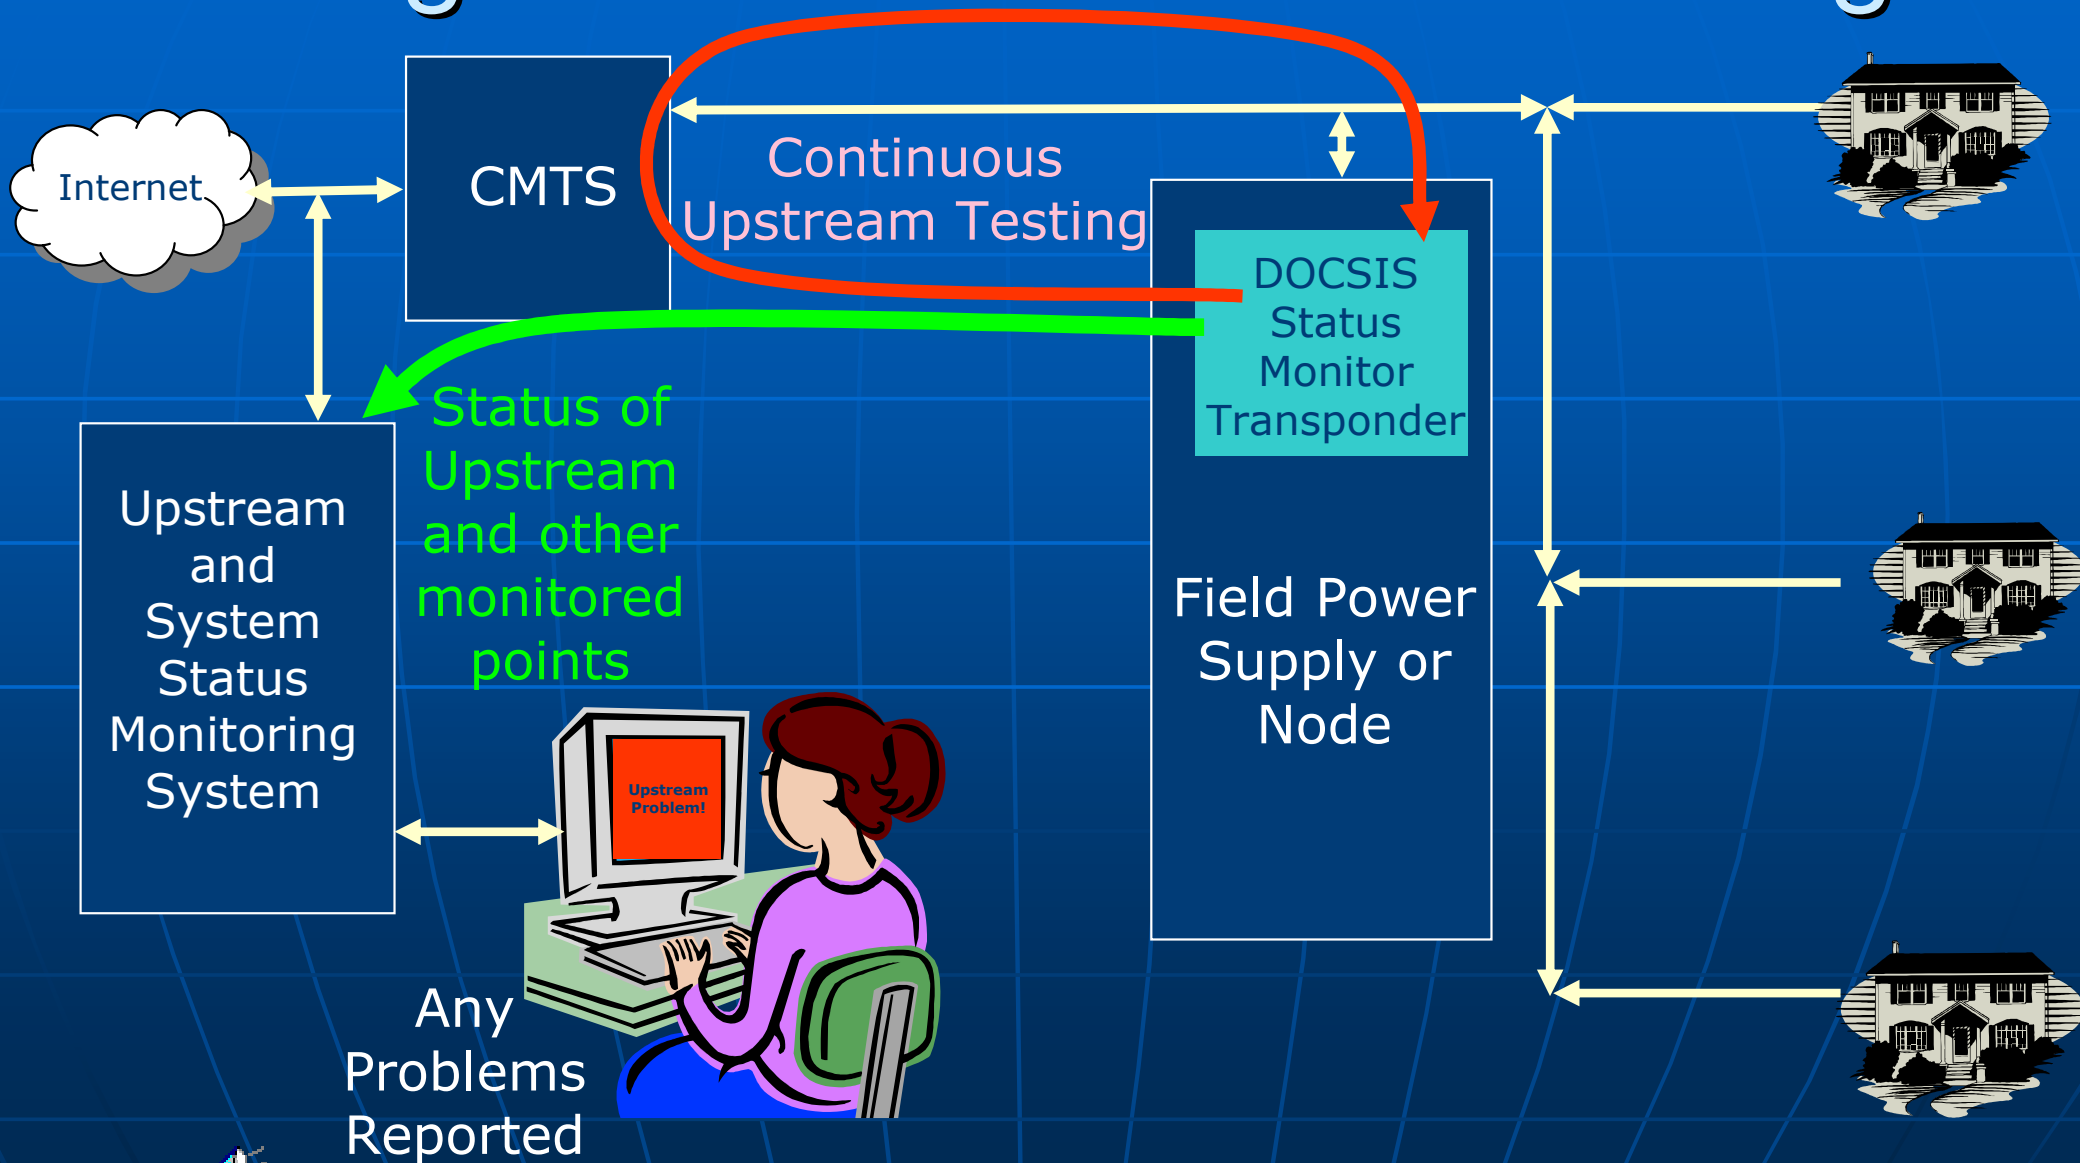 Internet
CMTS
Continuous
Upstream Testing
DOCSIS
Status
Monitor
Transponder
Status of
Upstream
and other
monitored
points
Upstream
and
System
Status
Monitoring
System
Field Power
Supply or
Node
Upstream
Problem!
Any
Problems
Reported